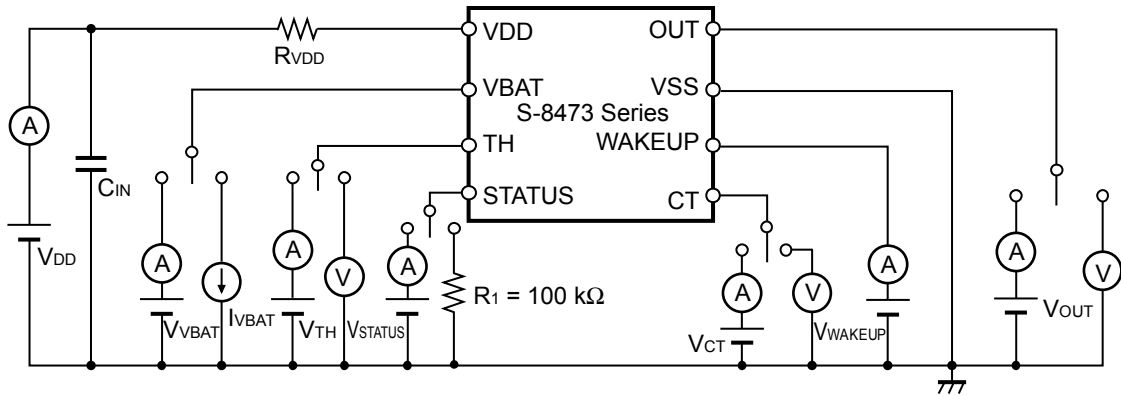 VDD
RVDD
OUT
VBAT
VSS
S-8473 Series
TH
WAKEUP
STATUS
CT
A
CIN
VDD
A
VVBAT
IVBAT
A
VTH
V
A
VSTATUS
R1 = 100 kΩ
A
VCT
V
VWAKEUP
A
A
VOUT
V